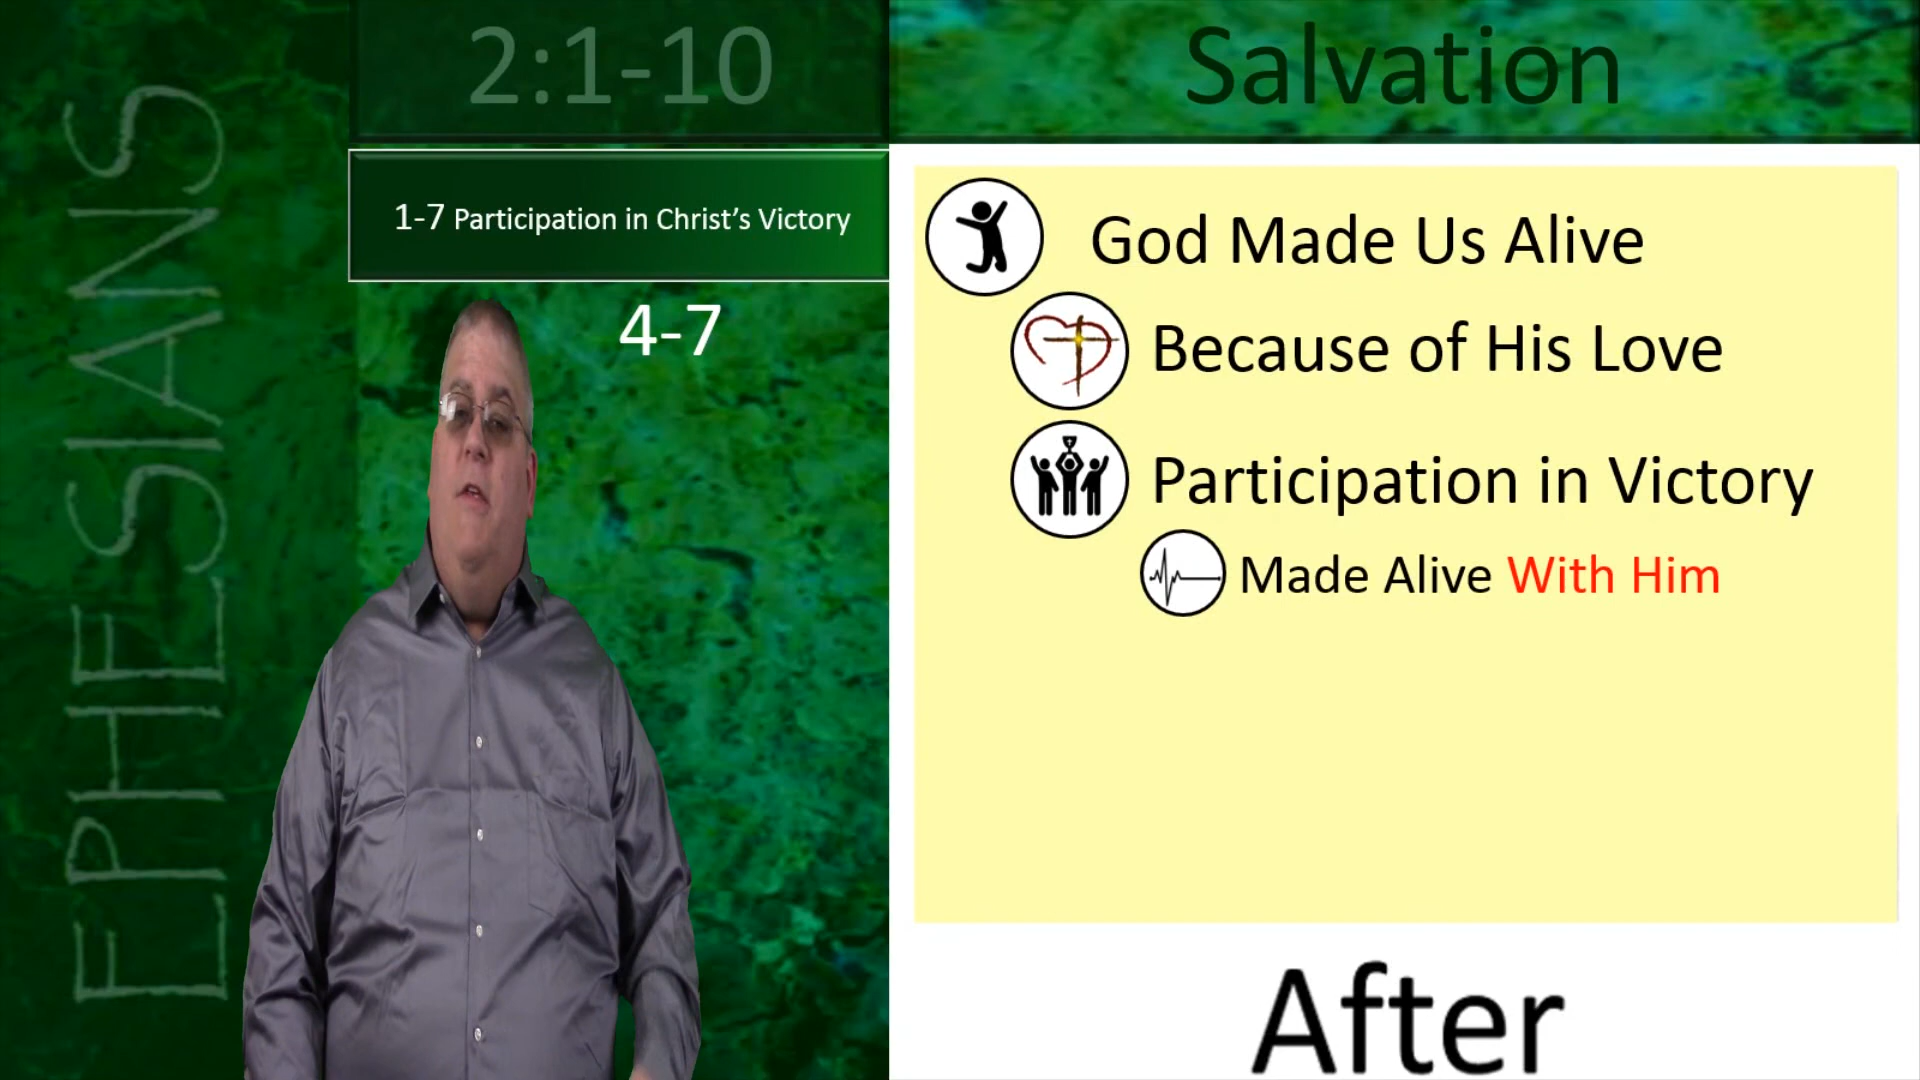 EPHESIANS
2:1-10
Salvation
1-7 Participation in Christ's Victory
4-7
God Made Us Alive
Because of His Love
Participation in Victory
Made Alive With Him
After